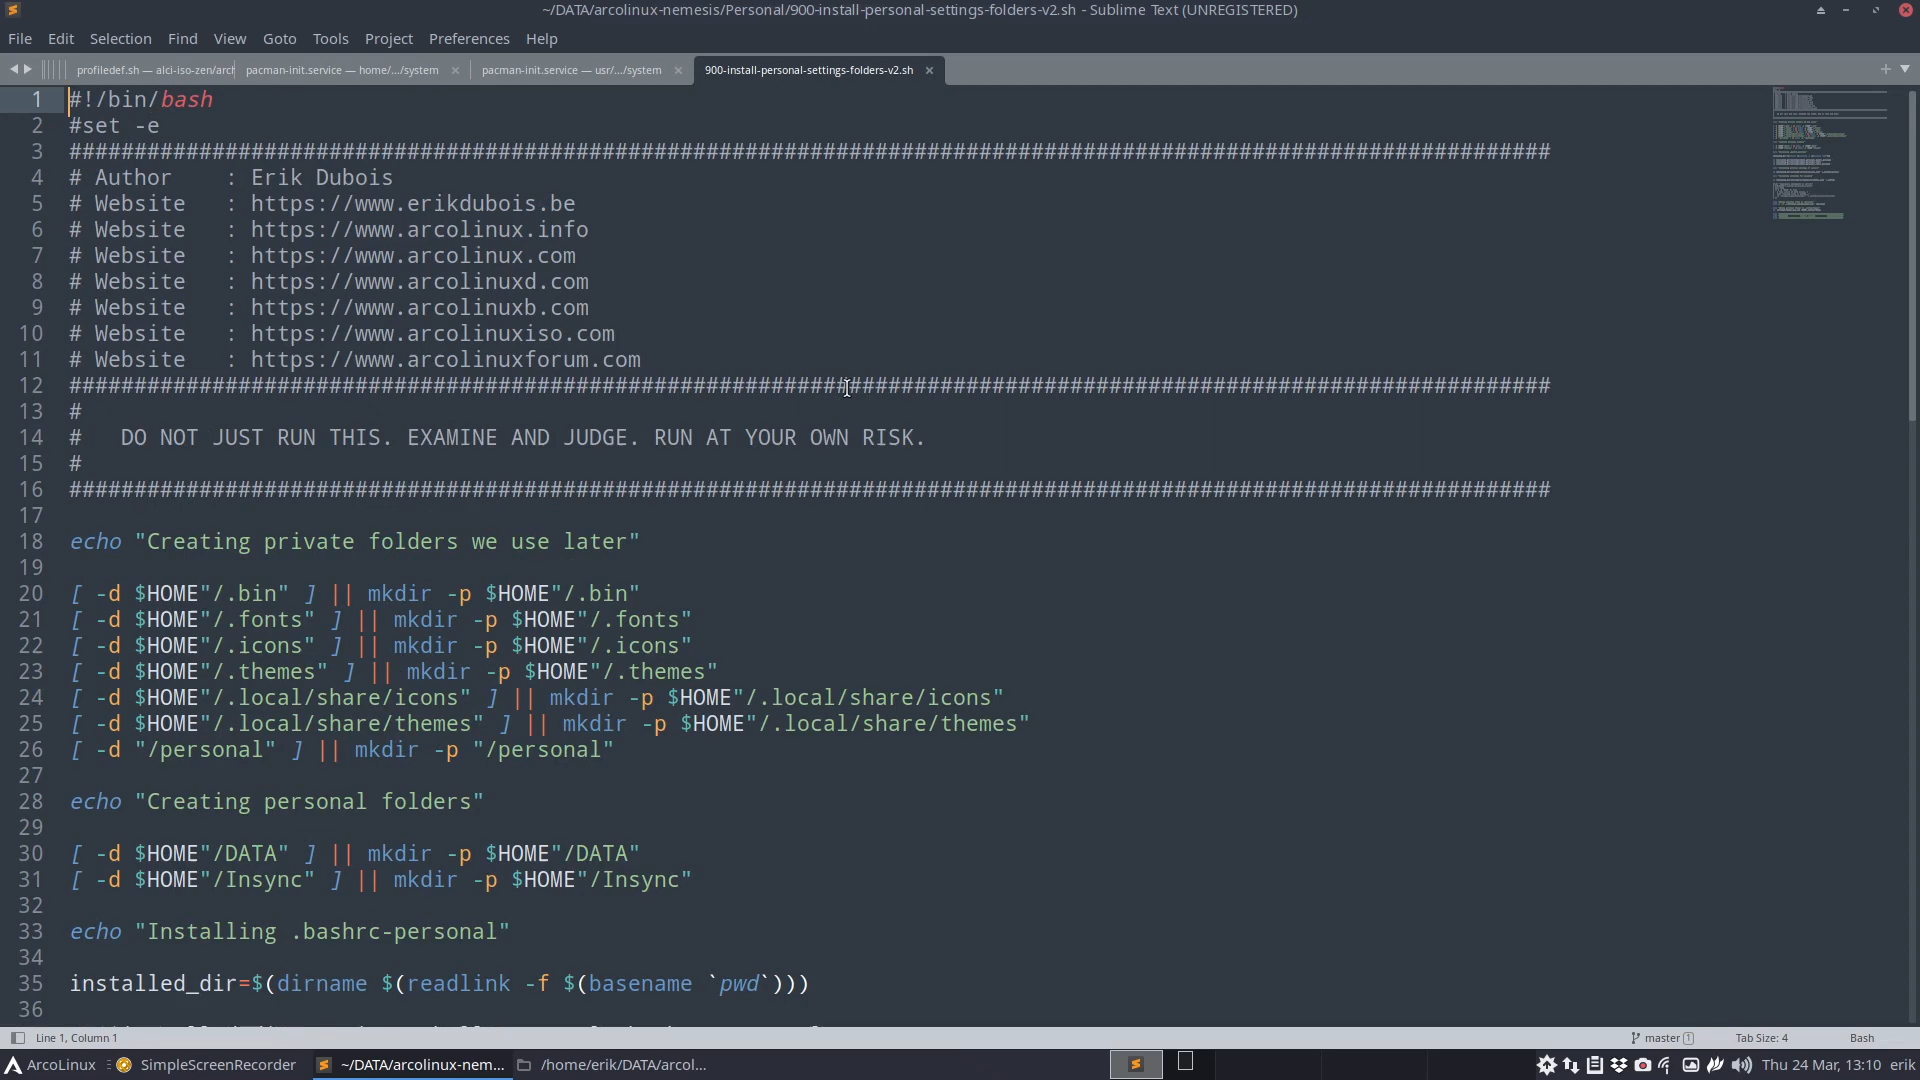 ~/DATA/arcolinux-nemesis/Personal/900-install-personal-settings-folders-v2.sh - Sublime Text (UNREGISTERED)
File Edit Selection Find View Goto Tools Project Preferences Help
profiledef.sh — alci-iso-zen/arch pacman-init.service — home/.../system pacman-init.service — usr/.../system 900-install-personal-settings-folders-v2.sh
1 #!/bin/bash
2 #set -e
3 ##################################################################################################################
4 # Author    : Erik Dubois
5 # Website   : https://www.erikdubois.be
6 # Website   : https://www.arcolinux.info
7 # Website   : https://www.arcolinux.com
8 # Website   : https://www.arcolinuxd.com
9 # Website   : https://www.arcolinuxb.com
10 # Website   : https://www.arcolinuxiso.com
11 # Website   : https://www.arcolinuxforum.com
12 ##################################################################################################################
13 #
14 #   DO NOT JUST RUN THIS. EXAMINE AND JUDGE. RUN AT YOUR OWN RISK.
15 #
16 ##################################################################################################################
17
18 echo "Creating private folders we use later"
19
20 [ -d $HOME"/.bin" ] || mkdir -p $HOME"/.bin"
21 [ -d $HOME"/.fonts" ] || mkdir -p $HOME"/.fonts"
22 [ -d $HOME"/.icons" ] || mkdir -p $HOME"/.icons"
23 [ -d $HOME"/.themes" ] || mkdir -p $HOME"/.themes"
24 [ -d $HOME"/.local/share/icons" ] || mkdir -p $HOME"/.local/share/icons"
25 [ -d $HOME"/.local/share/themes" ] || mkdir -p $HOME"/.local/share/themes"
26 [ -d "/personal" ] || mkdir -p "/personal"
27
28 echo "Creating personal folders"
29
30 [ -d $HOME"/DATA" ] || mkdir -p $HOME"/DATA"
31 [ -d $HOME"/Insync" ] || mkdir -p $HOME"/Insync"
32
33 echo "Installing .bashrc-personal"
34
35 installed_dir=$(dirname $(readlink -f $(basename `pwd`)))
36
Line 1, Column 1 master 1 Tab Size: 4 Bash
ArcoLinux SimpleScreenRecorder ~/DATA/arcolinux-nem... /home/erik/DATA/arcol... Thu 24 Mar, 13:10 erik